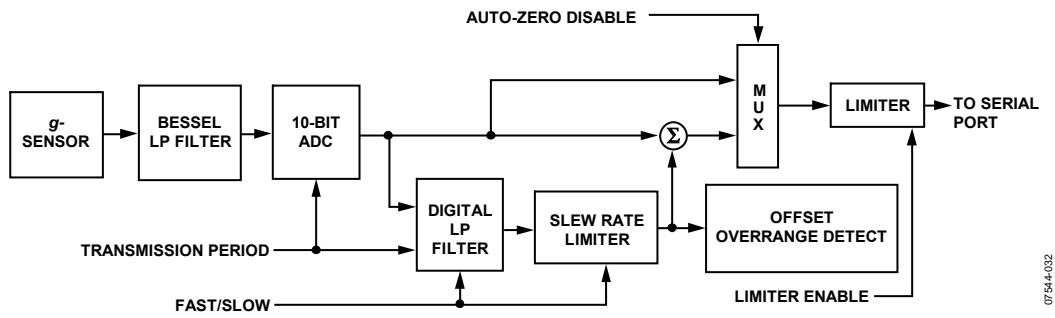 AUTO-ZERO DISABLE
g-
SENSOR
BESSEL
LP FILTER
10-BIT
ADC
Σ
M
U
X
LIMITER
TO SERIAL
PORT
DIGITAL
LP
FILTER
SLEW RATE
LIMITER
OFFSET
OVERRANGE DETECT
TRANSMISSION PERIOD
FAST/SLOW
LIMITER ENABLE
07544-032